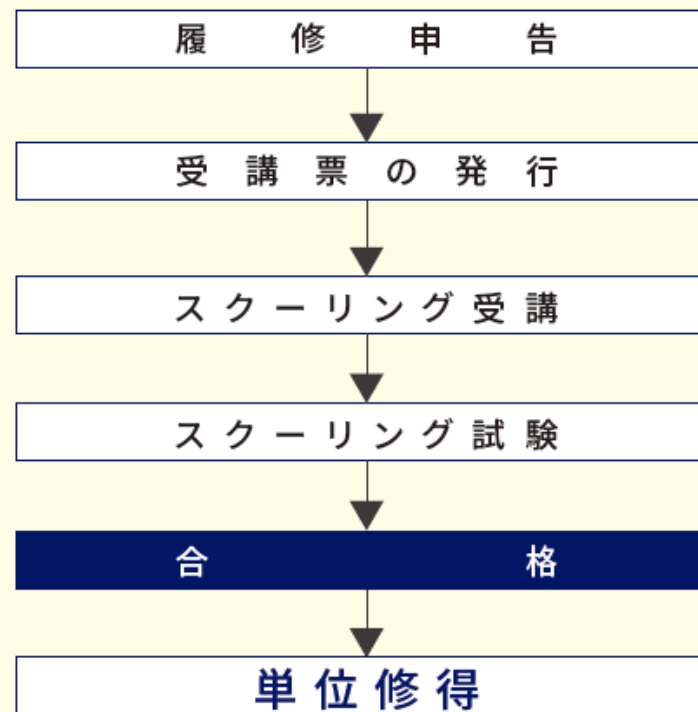 履修申告
受講票の発行
スクーリング受講
スクーリング試験
合格
単位修得